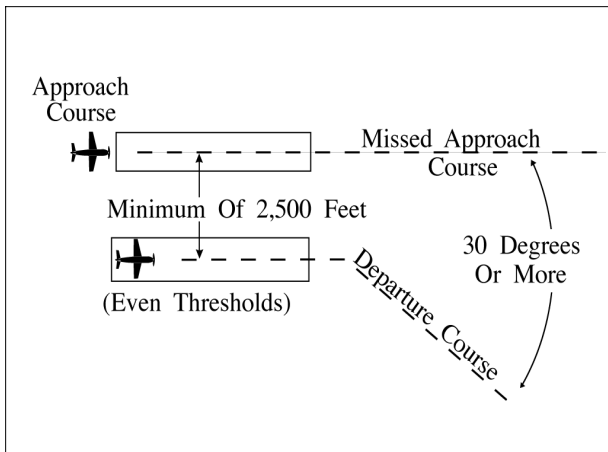 Approach
Course
Missed Approach
Course
Minimum Of 2,500 Feet
30 Degrees
Or More
(Even Thresholds)
Departure Course